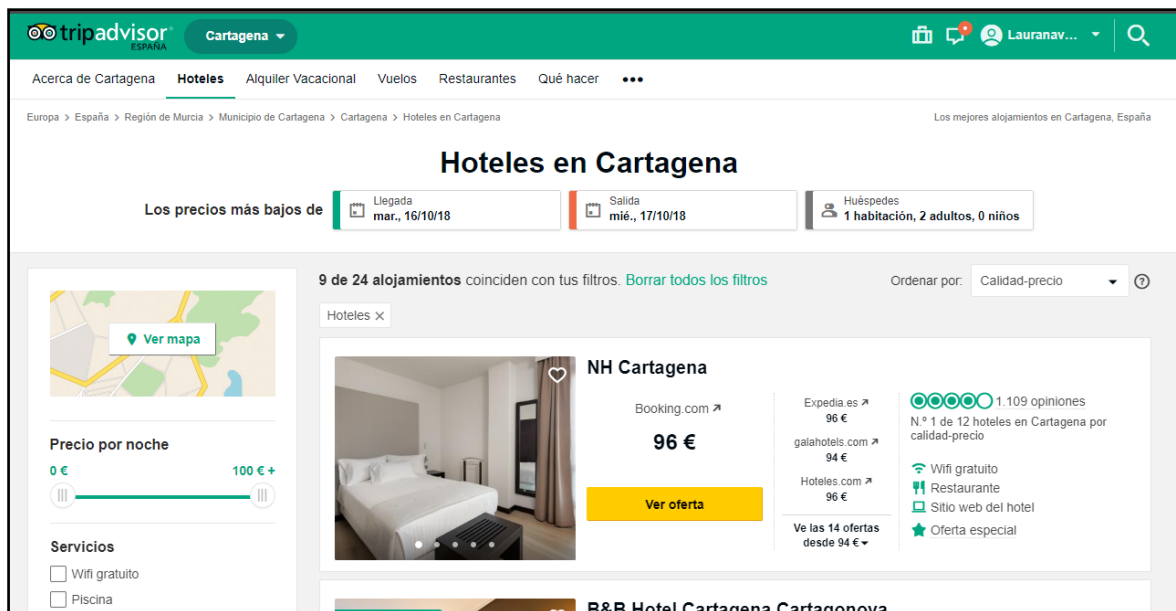 tripadvisor
ESPAÑA
Cartagena
Lauranav...
Acerca de Cartagena Hoteles Alquiler Vacacional Vuelos Restaurantes Qué hacer •••
Europa > España > Región de Murcia > Municipio de Cartagena > Cartagena > Hoteles en Cartagena
Los mejores alojamientos en Cartagena, España
Hoteles en Cartagena
Los precios más bajos de
Llegada
mar., 16/10/18
Salida
mié., 17/10/18
Huéspedes
1 habitación, 2 adultos, 0 niños
Ver mapa
Precio por noche
0 € 100 € +
Servicios
Wifi gratuito
Piscina
9 de 24 alojamientos coinciden con tus filtros. Borrar todos los filtros
Ordenar por: Calidad-precio
Hoteles ×
NH Cartagena
Booking.com
96 €
Ver oferta
Expedia.es
96 €
galahotels.com
94 €
Hoteles.com
96 €
Ve las 14 ofertas
desde 94 €
1.109 opiniones
N.º 1 de 12 hoteles en Cartagena por
calidad-precio
Wifi gratuito
Restaurante
Sitio web del hotel
Oferta especial
B&B Hotel Cartagena Cartagonova